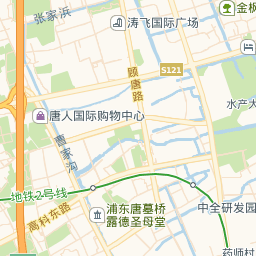 张家浜
涛飞国际广场
金枫
S121
顾唐路
唐人国际购物中心
水产大
曹家沟
地铁2号线
高科东路
浦东唐墓桥
露德圣母堂
中全研发园
药师村